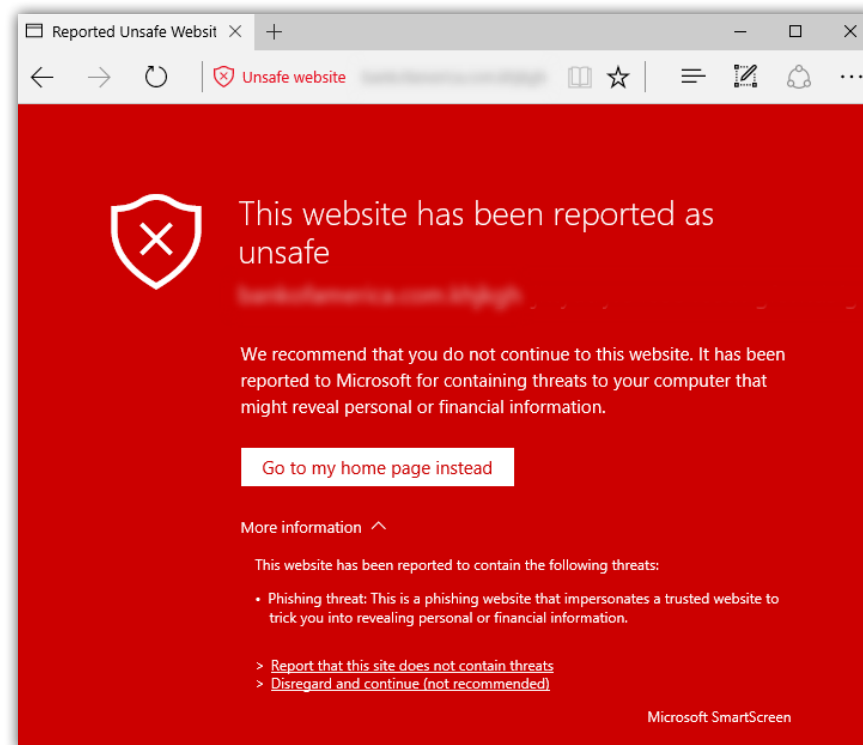 Reported Unsafe Websit
Unsafe website
This website has been reported as
unsafe
We recommend that you do not continue to this website. It has been
reported to Microsoft for containing threats to your computer that
might reveal personal or financial information.
Go to my home page instead
More information
This website has been reported to contain the following threats:
• Phishing threat: This is a phishing website that impersonates a trusted website to
trick you into revealing personal or financial information.
> Report that this site does not contain threats
> Disregard and continue (not recommended)
Microsoft SmartScreen